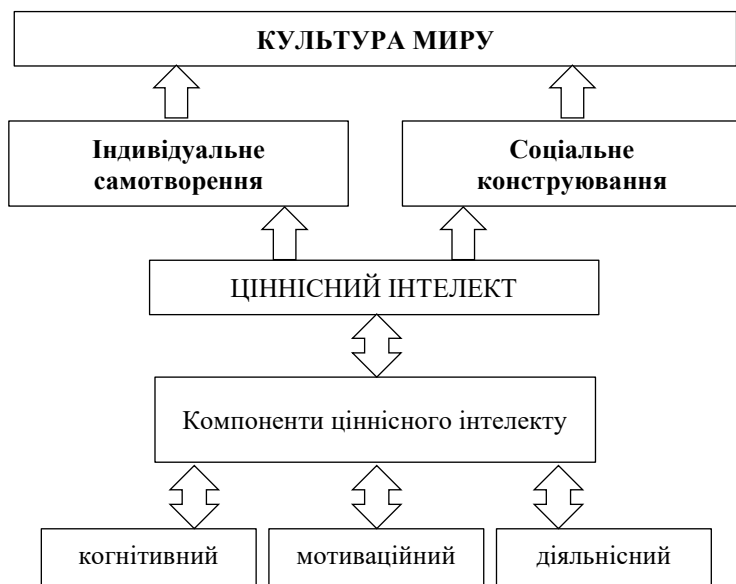 КУЛЬТУРА МИРУ
Індивідуальне
самотворення
Соціальне
конструювання
ЦІННІСНИЙ ІНТЕЛЕКТ
Компоненти ціннісного інтелекту
когнітивний
мотиваційний
діяльнісний